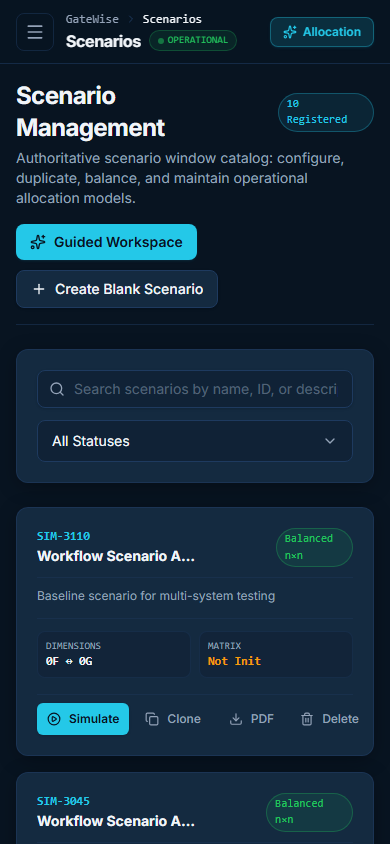 GateWise > Scenarios
Scenarios OPERATIONAL
Allocation
Scenario
Management
10
Registered
Authoritative scenario window catalog: configure,
duplicate, balance, and maintain operational
allocation models.
Guided Workspace
Create Blank Scenario
Search scenarios by name, ID, or descri
All Statuses
SIM-3110
Workflow Scenario A...
Balanced
n×n
Baseline scenario for multi-system testing
DIMENSIONS
0F ↔ 0G
MATRIX
Not Init
Simulate Clone PDF Delete
SIM-3045
Workflow Scenario A...
Balanced
n×n